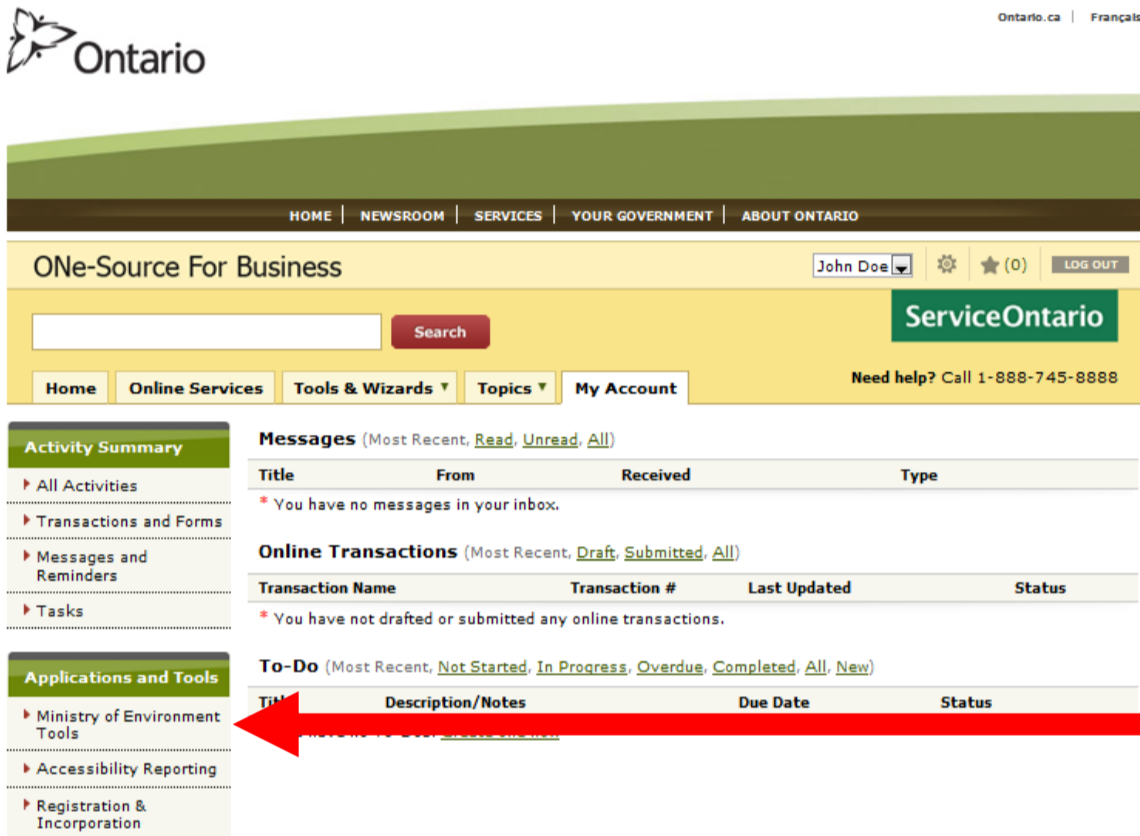 Ontario
Ontario.ca | Français
HOME | NEWSROOM | SERVICES | YOUR GOVERNMENT | ABOUT ONTARIO
ONe-Source For Business
John Doe
(0)
LOG OUT
Search
ServiceOntario
Home Online Services Tools & Wizards Topics My Account
Need help? Call 1-888-745-8888
Activity Summary
All Activities
Transactions and Forms
Messages and
Reminders
Tasks
Applications and Tools
Ministry of Environment
Tools
Accessibility Reporting
Registration &
Incorporation
Messages (Most Recent, Read, Unread, All)
Title From Received Type
* You have no messages in your inbox.
Online Transactions (Most Recent, Draft, Submitted, All)
Transaction Name Transaction # Last Updated Status
* You have not drafted or submitted any online transactions.
To-Do (Most Recent, Not Started, In Progress, Overdue, Completed, All, New)
Description/Notes Due Date Status